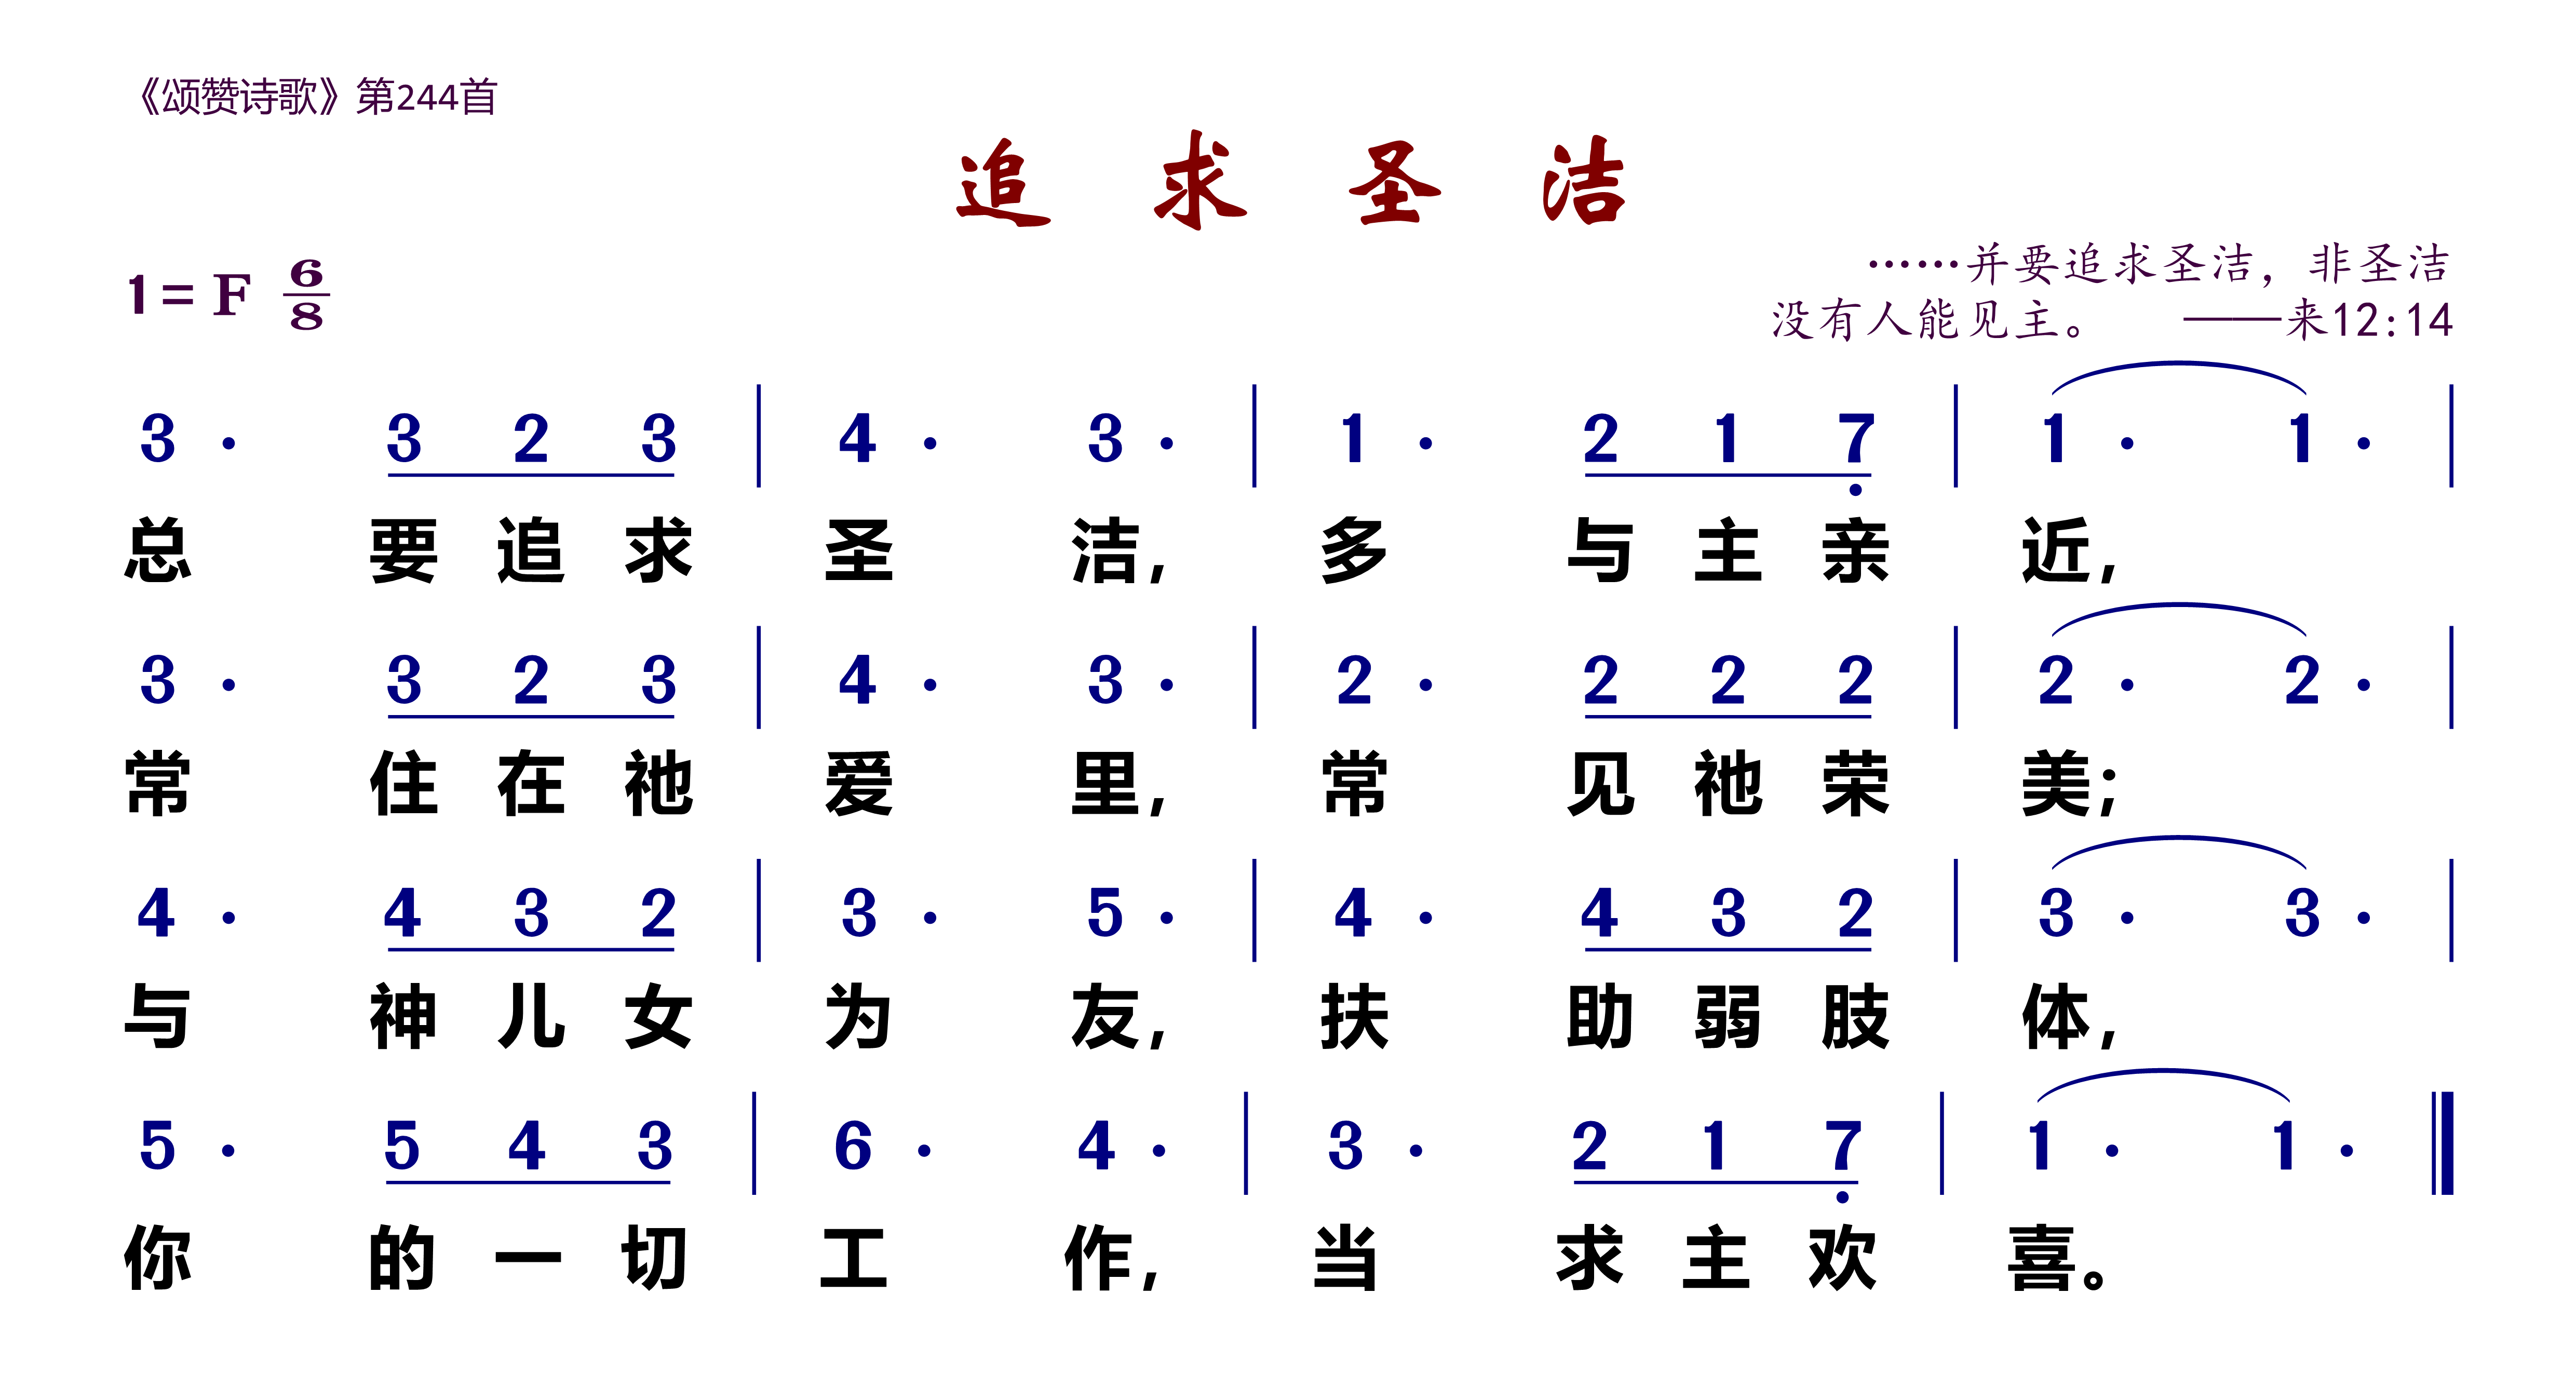 《颂赞诗歌》第244首
追 求 圣 洁
1= F 6/8
……并要追求圣洁，非圣洁
没有人能见主。 ——来12:14
3 · 3 2 3 | 4 · 3 · | 1 · 2 1 7̣ | 1 · 1 · |
总 要 追 求 圣 洁, 多 与 主 亲 近,
3 · 3 2 3 | 4 · 3 · | 2 · 2 2 2 | 2 · 2 · |
常 住 在 祂 爱 里, 常 见 祂 荣 美;
4 · 4 3 2 | 3 · 5 · | 4 · 4 3 2 | 3 · 3 · |
与 神 儿 女 为 友, 扶 助 弱 肢 体,
5 · 5 4 3 | 6 · 4 · | 3 · 2 1 7̣ | 1 · 1 · ‖
你 的 一 切 工 作, 当 求 主 欢 喜。